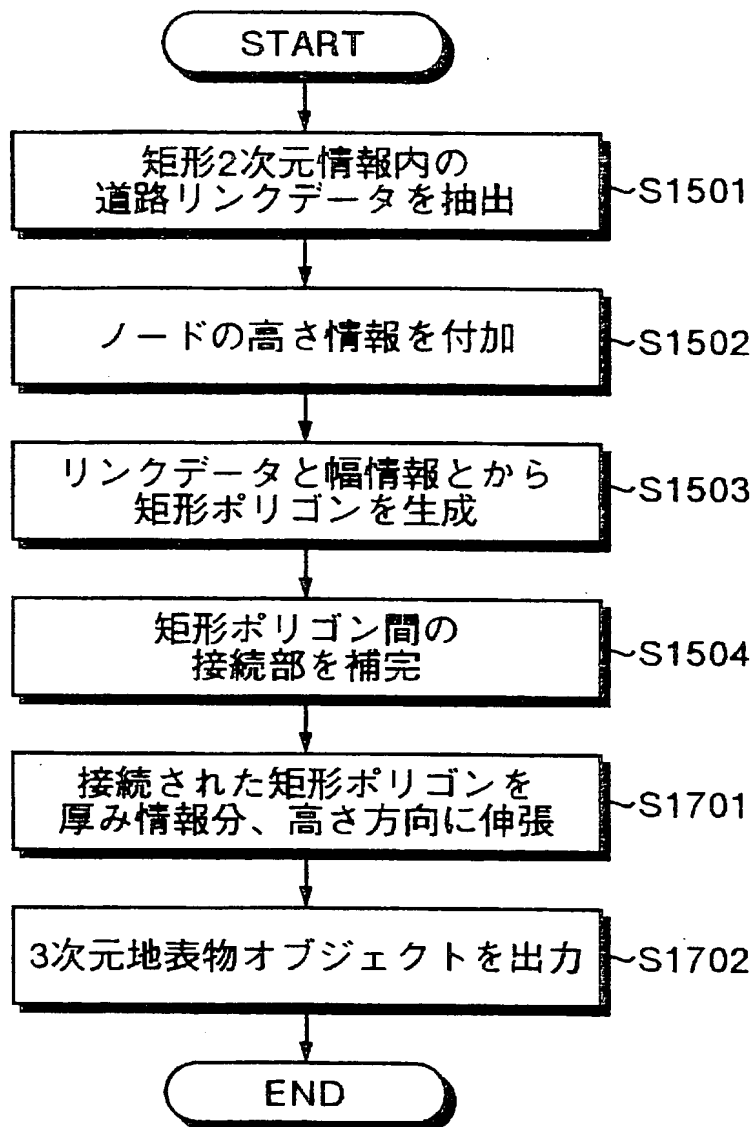 START
矩形2次元情報内の
道路リンクデータを抽出
~S1501
ノードの高さ情報を付加
~S1502
リンクデータと幅情報とから
矩形ポリゴンを生成
~S1503
矩形ポリゴン間の
接続部を補完
~S1504
接続された矩形ポリゴンを
厚み情報分、高さ方向に伸張
~S1701
3次元地表物オブジェクトを出力
~S1702
END